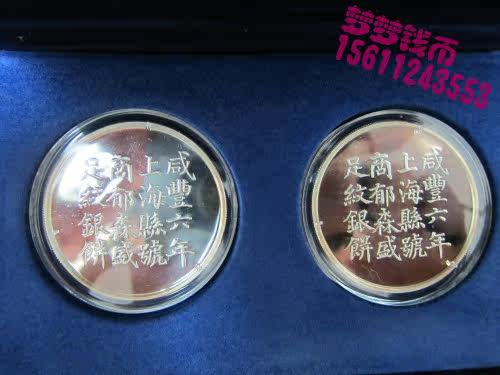 梦梦钱币
15611243553
咸豐六年
上海縣號
商郁森盛
足紋銀餅
咸豐六年
上海縣號
商郁森盛
足紋銀餅